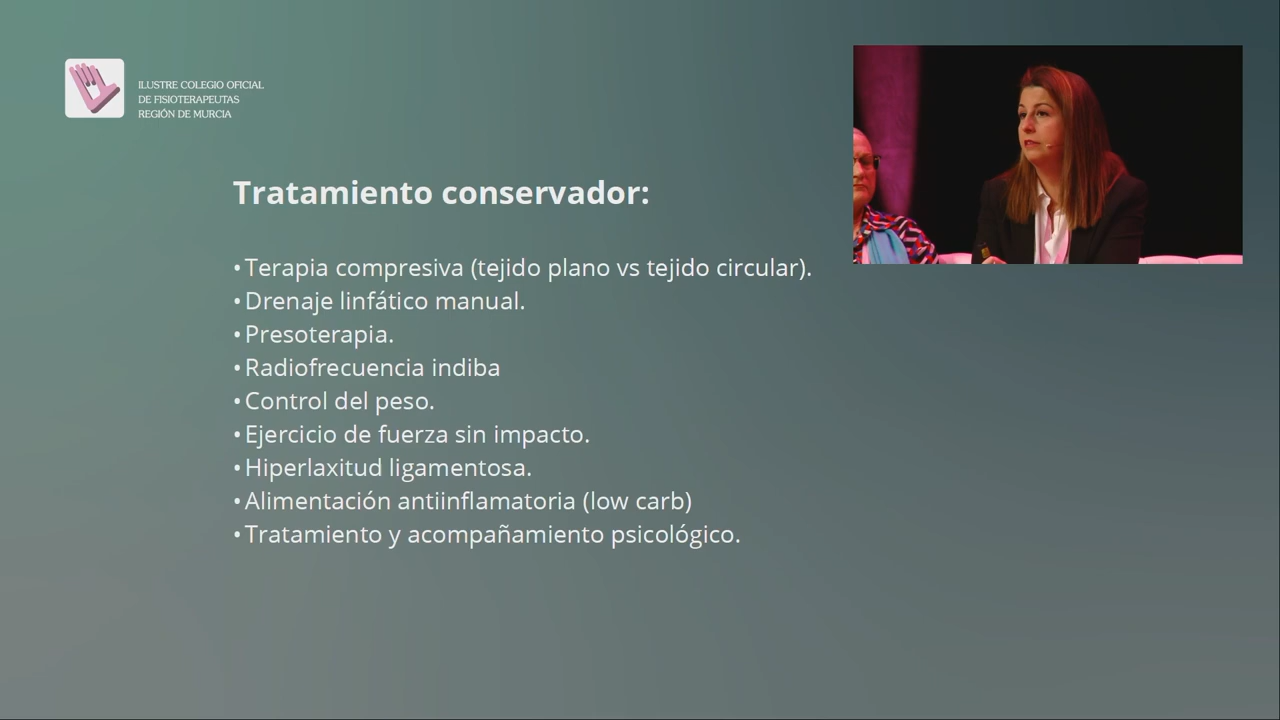 ILUSTRE COLEGIO OFICIAL
DE FISIOTERAPEUTAS
REGIÓN DE MURCIA
Tratamiento conservador:
• Terapia compresiva (tejido plano vs tejido circular).
• Drenaje linfático manual.
• Presoterapia.
• Radiofrecuencia indiba
• Control del peso.
• Ejercicio de fuerza sin impacto.
• Hiperlaxitud ligamentosa.
• Alimentación antiinflamatoria (low carb)
• Tratamiento y acompañamiento psicológico.